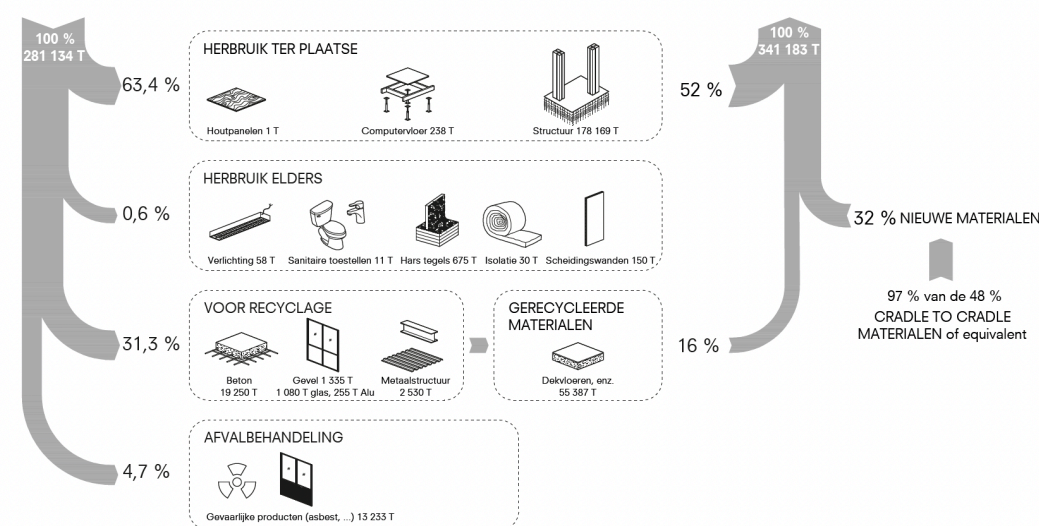 100 %
281 134 T
63,4 %
HERBRUIK TER PLAATSE
Houtpanelen 1 T
Computervloer 238 T
Structuur 178 169 T
52 %
100 %
341 183 T
0,6 %
HERBRUIK ELDERS
Verlichting 58 T
Sanitaire toestellen 11 T
Hars tegels 675 T
Isolatie 30 T
Scheidingswanden 150 T
32 % NIEUWE MATERIALEN
97 % van de 48 %
CRADLE TO CRADLE
MATERIALEN of equivalent
31,3 %
VOOR RECYCLAGE
Beton
19 250 T
Gevel 1 335 T
1 080 T glas, 255 T Alu
Metaalstructuur
2 530 T
GERECYCLEERDE
MATERIALEN
Dekvloeren, enz.
55 387 T
16 %
4,7 %
AFVALBEHANDELING
Gevaarlijke producten (asbest, ...) 13 233 T